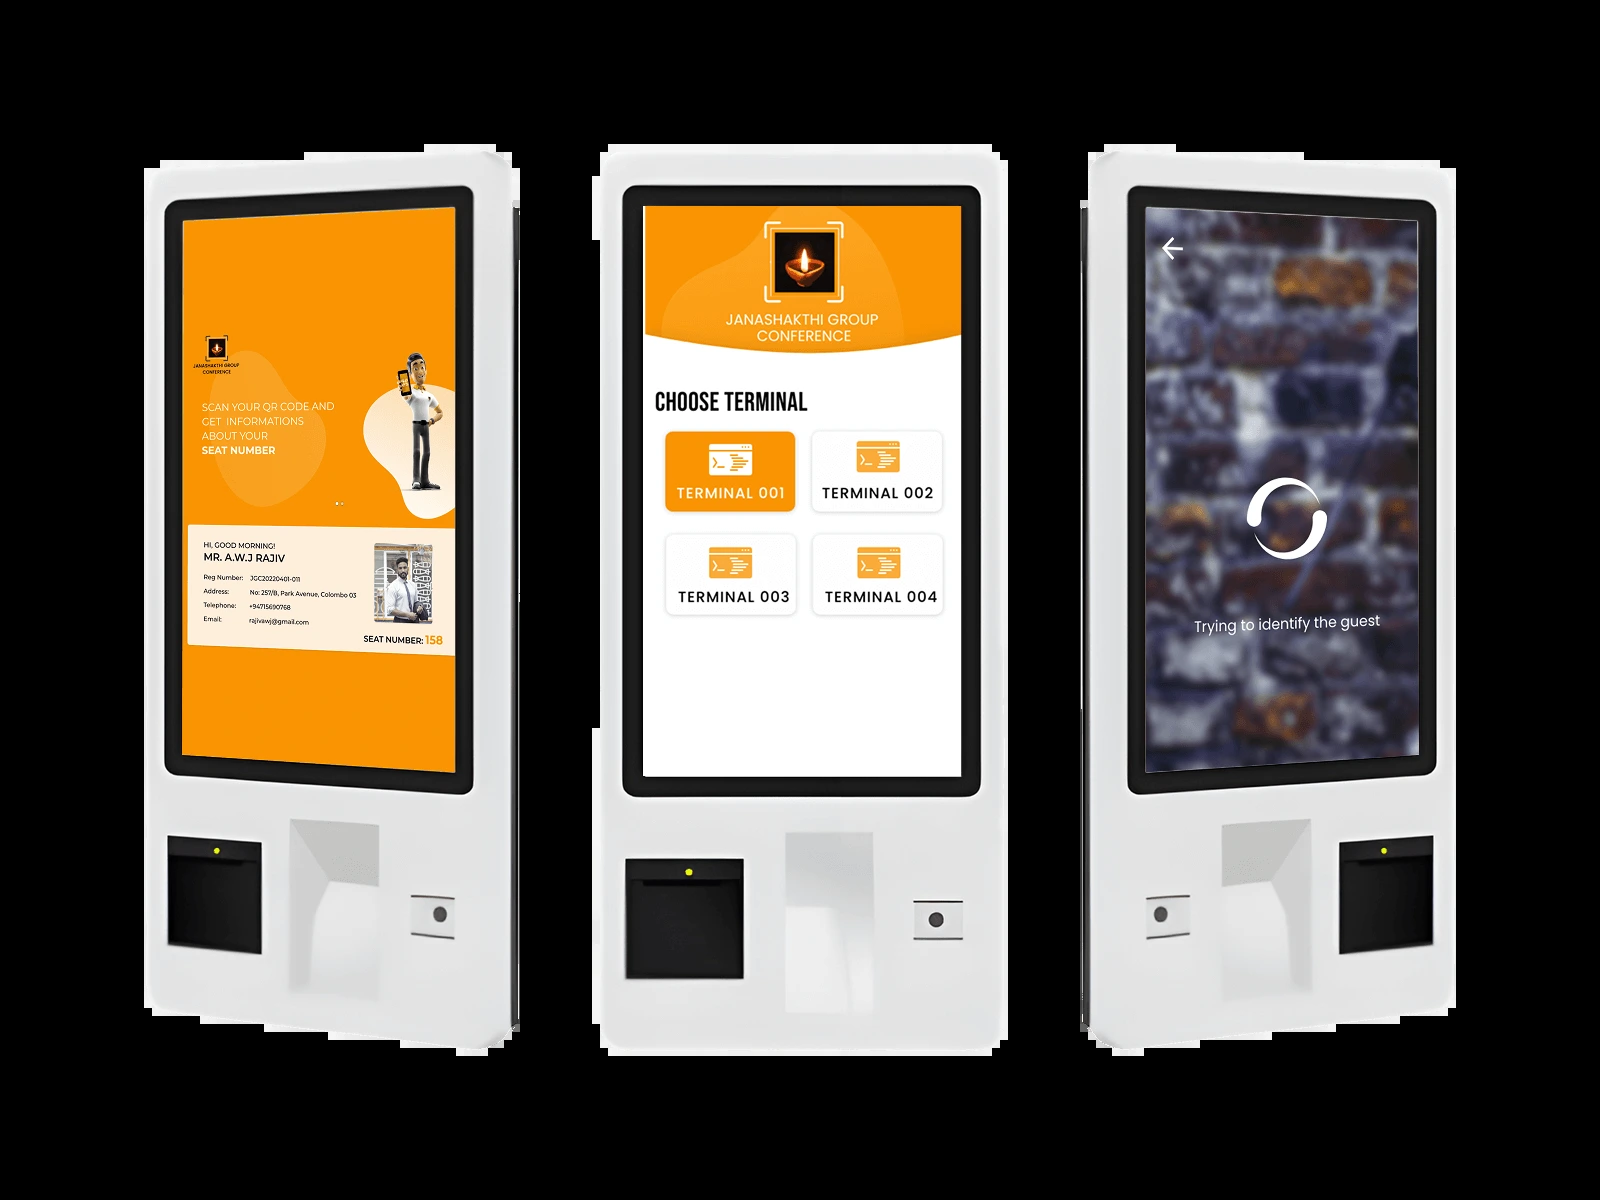 JANASHAKTHI GROUP
CONFERENCE
SCAN YOUR QR CODE AND
GET INFORMATIONS
ABOUT YOUR
SEAT NUMBER
HI, GOOD MORNING!
MR. A.W.J RAJIV
Reg Number: JGC20220401-011
Address: No: 257/B, Park Avenue, Colombo 03
Telephone: +94715690768
Email: rajivawj@gmail.com
SEAT NUMBER: 158
JANASHAKTHI GROUP
CONFERENCE
CHOOSE TERMINAL
TERMINAL 001
TERMINAL 002
TERMINAL 003
TERMINAL 004
Trying to identify the guest